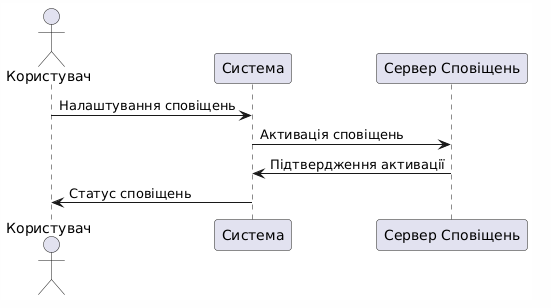 Користувач
Система
Сервер Сповіщень
Налаштування сповіщень
Активація сповіщень
Підтвердження активації
Статус сповіщень
Користувач
Система
Сервер Сповіщень